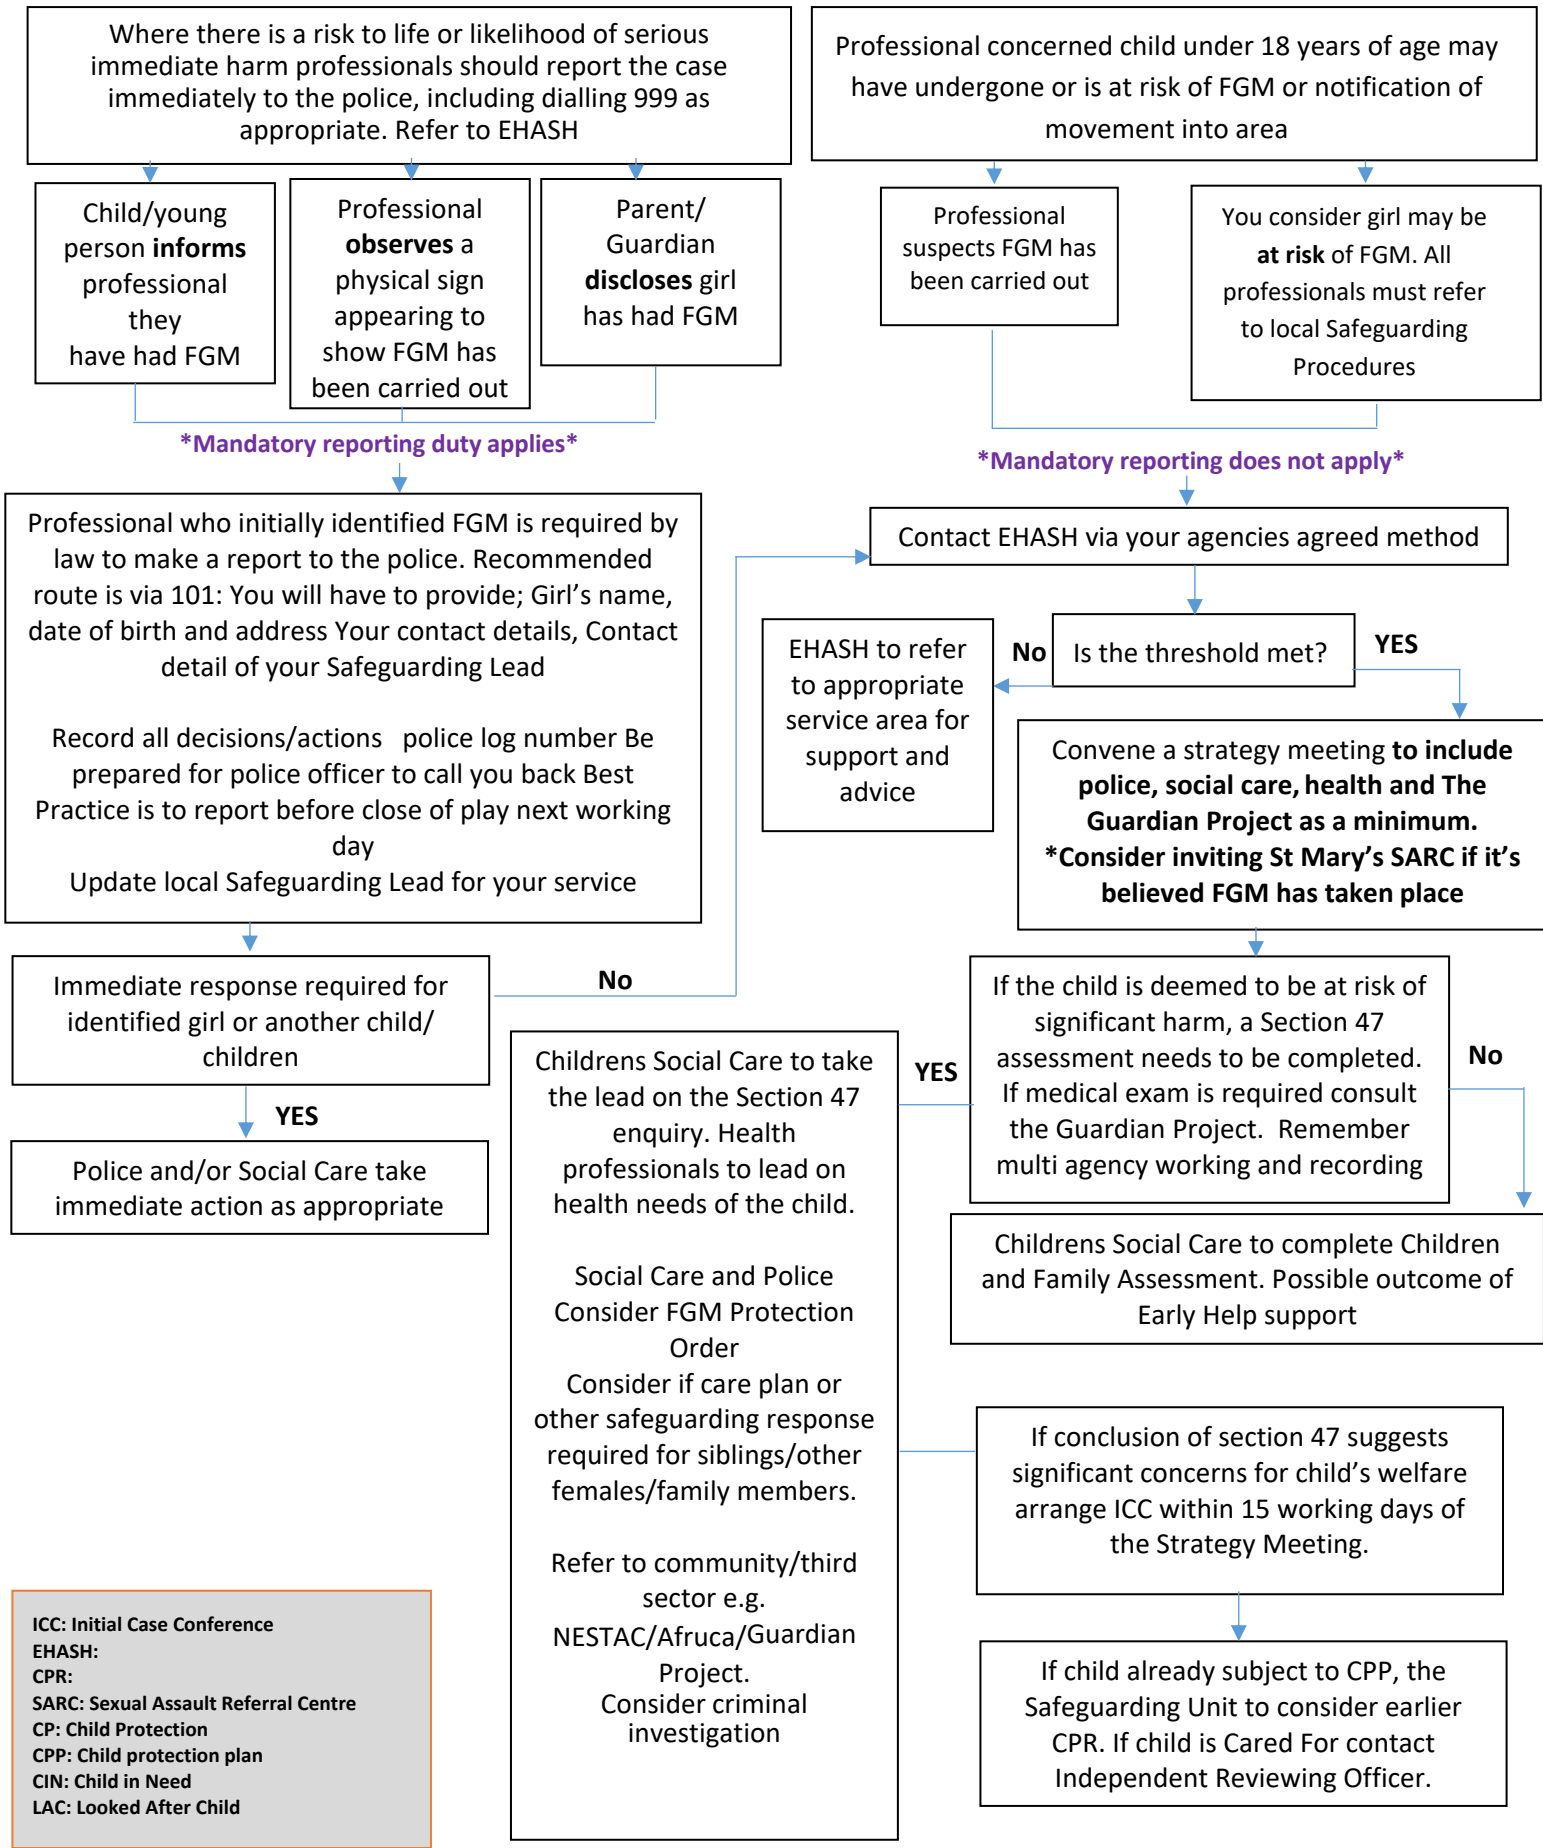 Where there is a risk to life or likelihood of serious
immediate harm professionals should report the case
immediately to the police, including dialling 999 as
appropriate. Refer to EHASH
Professional concerned child under 18 years of age may
have undergone or is at risk of FGM or notification of
movement into area
Child/young
person informs
professional
they
have had FGM
Professional
observes a
physical sign
appearing to
show FGM has
been carried out
Parent/
Guardian
discloses girl
has had FGM
Professional
suspects FGM has
been carried out
You consider girl may be
at risk of FGM. All
professionals must refer
to local Safeguarding
Procedures
*Mandatory reporting duty applies*
*Mandatory reporting does not apply*
Professional who initially identified FGM is required by
law to make a report to the police. Recommended
route is via 101: You will have to provide; Girl's name,
date of birth and address Your contact details, Contact
detail of your Safeguarding Lead
Record all decisions/actions   police log number Be
prepared for police officer to call you back Best
Practice is to report before close of play next working
day
Update local Safeguarding Lead for your service
Contact EHASH via your agencies agreed method
Is the threshold met?
No
YES
EHASH to refer
to appropriate
service area for
support and
advice
Convene a strategy meeting to include
police, social care, health and The
Guardian Project as a minimum.
*Consider inviting St Mary's SARC if it's
believed FGM has taken place
Immediate response required for
identified girl or another child/
children
No
YES
Police and/or Social Care take
immediate action as appropriate
If the child is deemed to be at risk of
significant harm, a Section 47
assessment needs to be completed.
If medical exam is required consult
the Guardian Project.  Remember
multi agency working and recording
YES
No
Childrens Social Care to take
the lead on the Section 47
enquiry. Health
professionals to lead on
health needs of the child.
Social Care and Police
Consider FGM Protection
Order
Consider if care plan or
other safeguarding response
required for siblings/other
females/family members.
Refer to community/third
sector e.g.
NESTAC/Afruca/Guardian
Project.
Consider criminal
investigation
Childrens Social Care to complete Children
and Family Assessment. Possible outcome of
Early Help support
If conclusion of section 47 suggests
significant concerns for child's welfare
arrange ICC within 15 working days of
the Strategy Meeting.
If child already subject to CPP, the
Safeguarding Unit to consider earlier
CPR. If child is Cared For contact
Independent Reviewing Officer.
ICC: Initial Case Conference
EHASH:
CPR:
SARC: Sexual Assault Referral Centre
CP: Child Protection
CPP: Child protection plan
CIN: Child in Need
LAC: Looked After Child